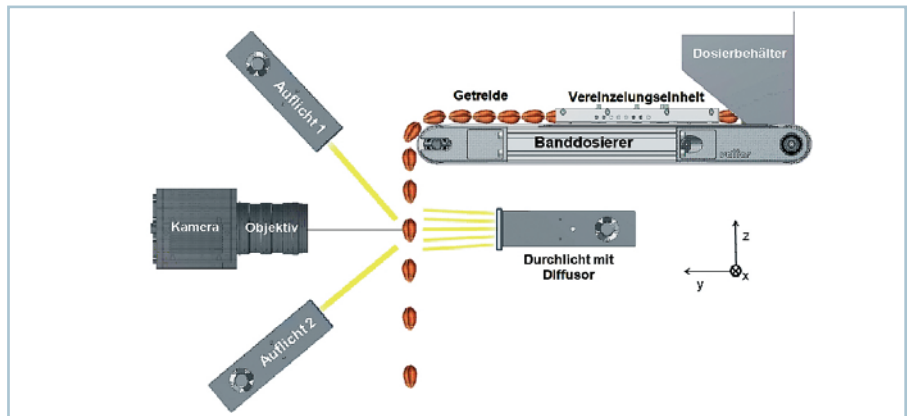 Dosierbehälter
Auflicht 1
Getreide
Vereinzelungseinheit
Banddosierer
Kamera
Objektiv
Durchlicht mit
Diffusor
z
y
x
Auflicht 2